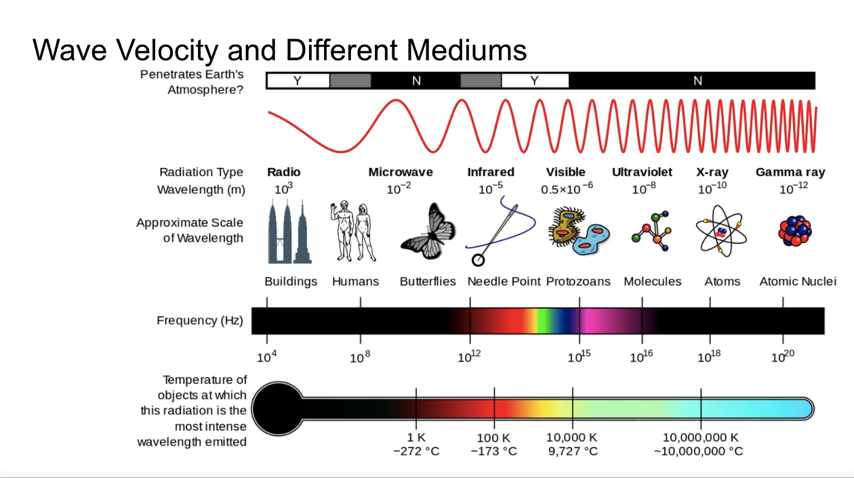 Wave Velocity and Different Mediums
Penetrates Earth's
Atmosphere?
Y N Y N
Radiation Type Radio Microwave Infrared Visible Ultraviolet X-ray Gamma ray
Wavelength (m) 10³ 10⁻² 10⁻⁵ 0.5×10⁻⁶ 10⁻⁸ 10⁻¹⁰ 10⁻¹²
Approximate Scale
of Wavelength
Buildings Humans Butterflies Needle Point Protozoans Molecules Atoms Atomic Nuclei
Frequency (Hz)
10⁴ 10⁸ 10¹² 10¹⁵ 10¹⁶ 10¹⁸ 10²⁰
Temperature of
objects at which
this radiation is the
most intense
wavelength emitted
1 K 100 K 10,000 K 10,000,000 K
−272 °C −173 °C 9,727 °C ~10,000,000 °C